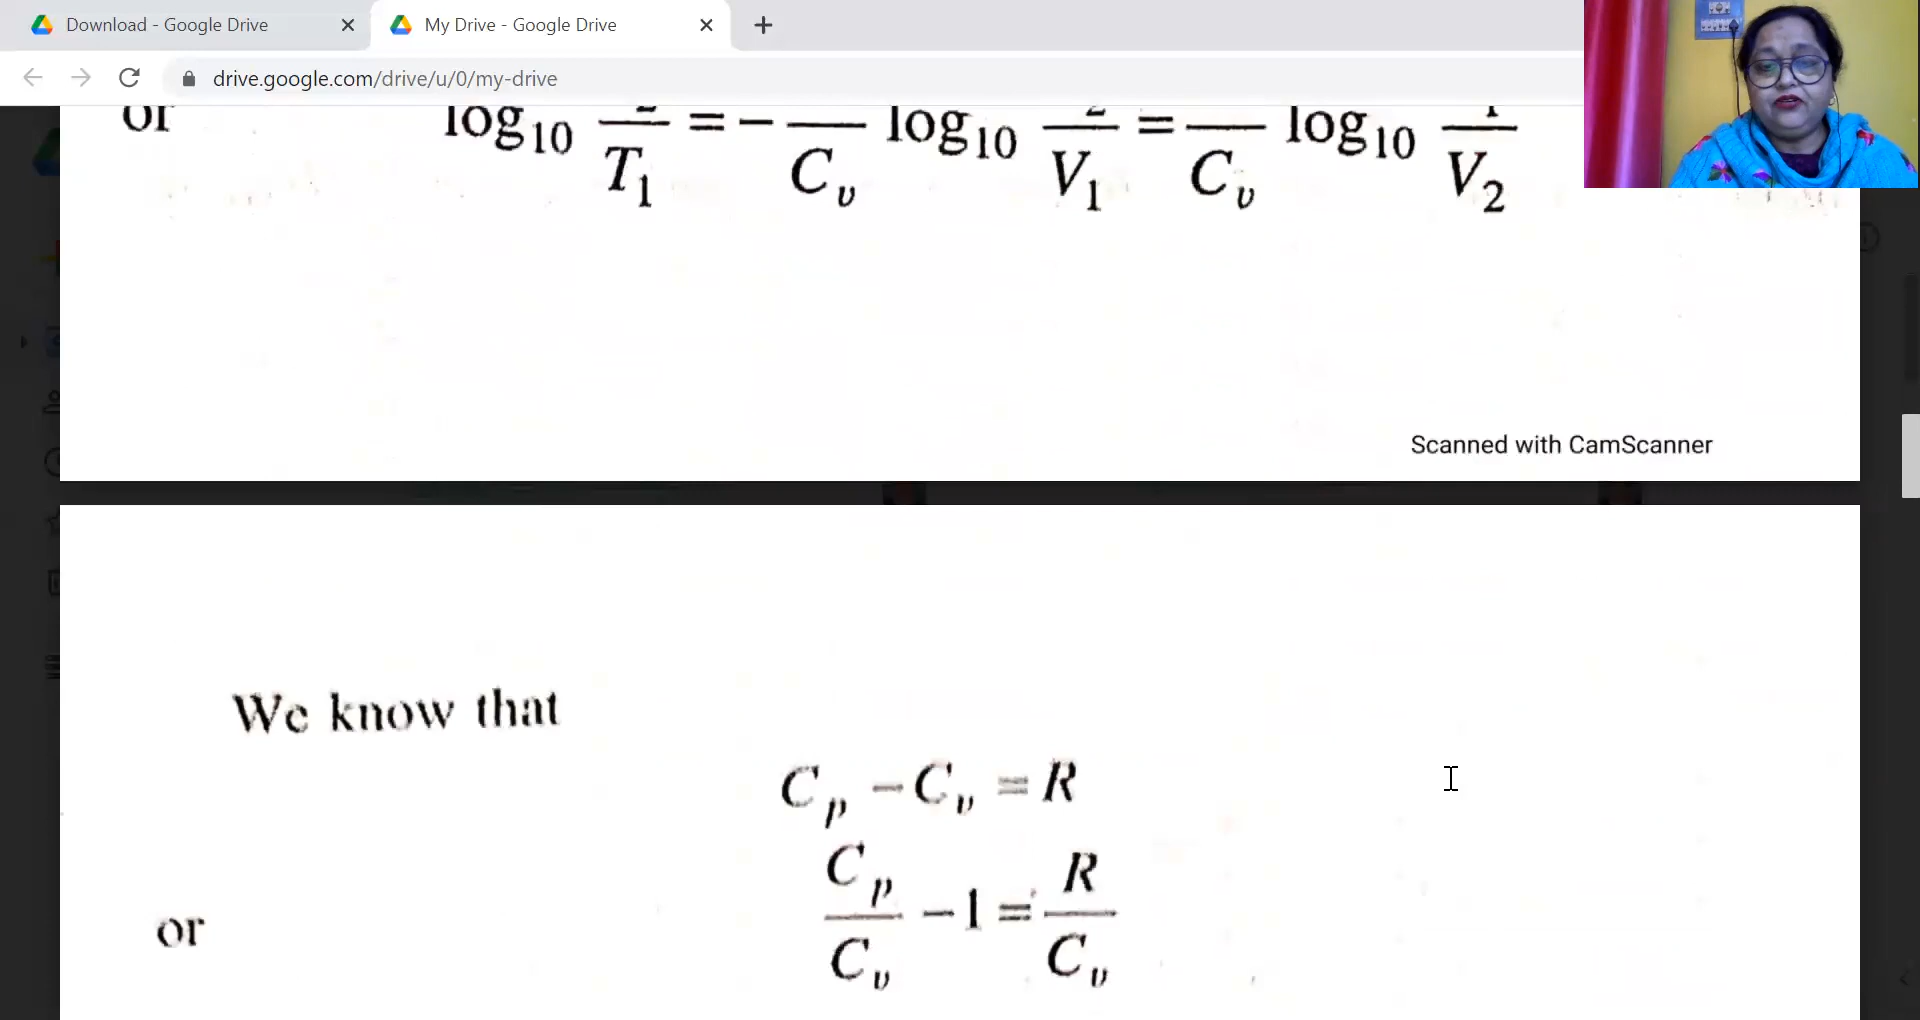 Download - Google Drive
My Drive - Google Drive
drive.google.com/drive/u/0/my-drive
or log₁₀ /T₁ = - /Cᵥ log₁₀ /V₁ = /Cᵥ log₁₀ /V₂
Scanned with CamScanner
We know that
Cₚ - Cᵥ = R
or Cₚ/Cᵥ - 1 = R/Cᵥ